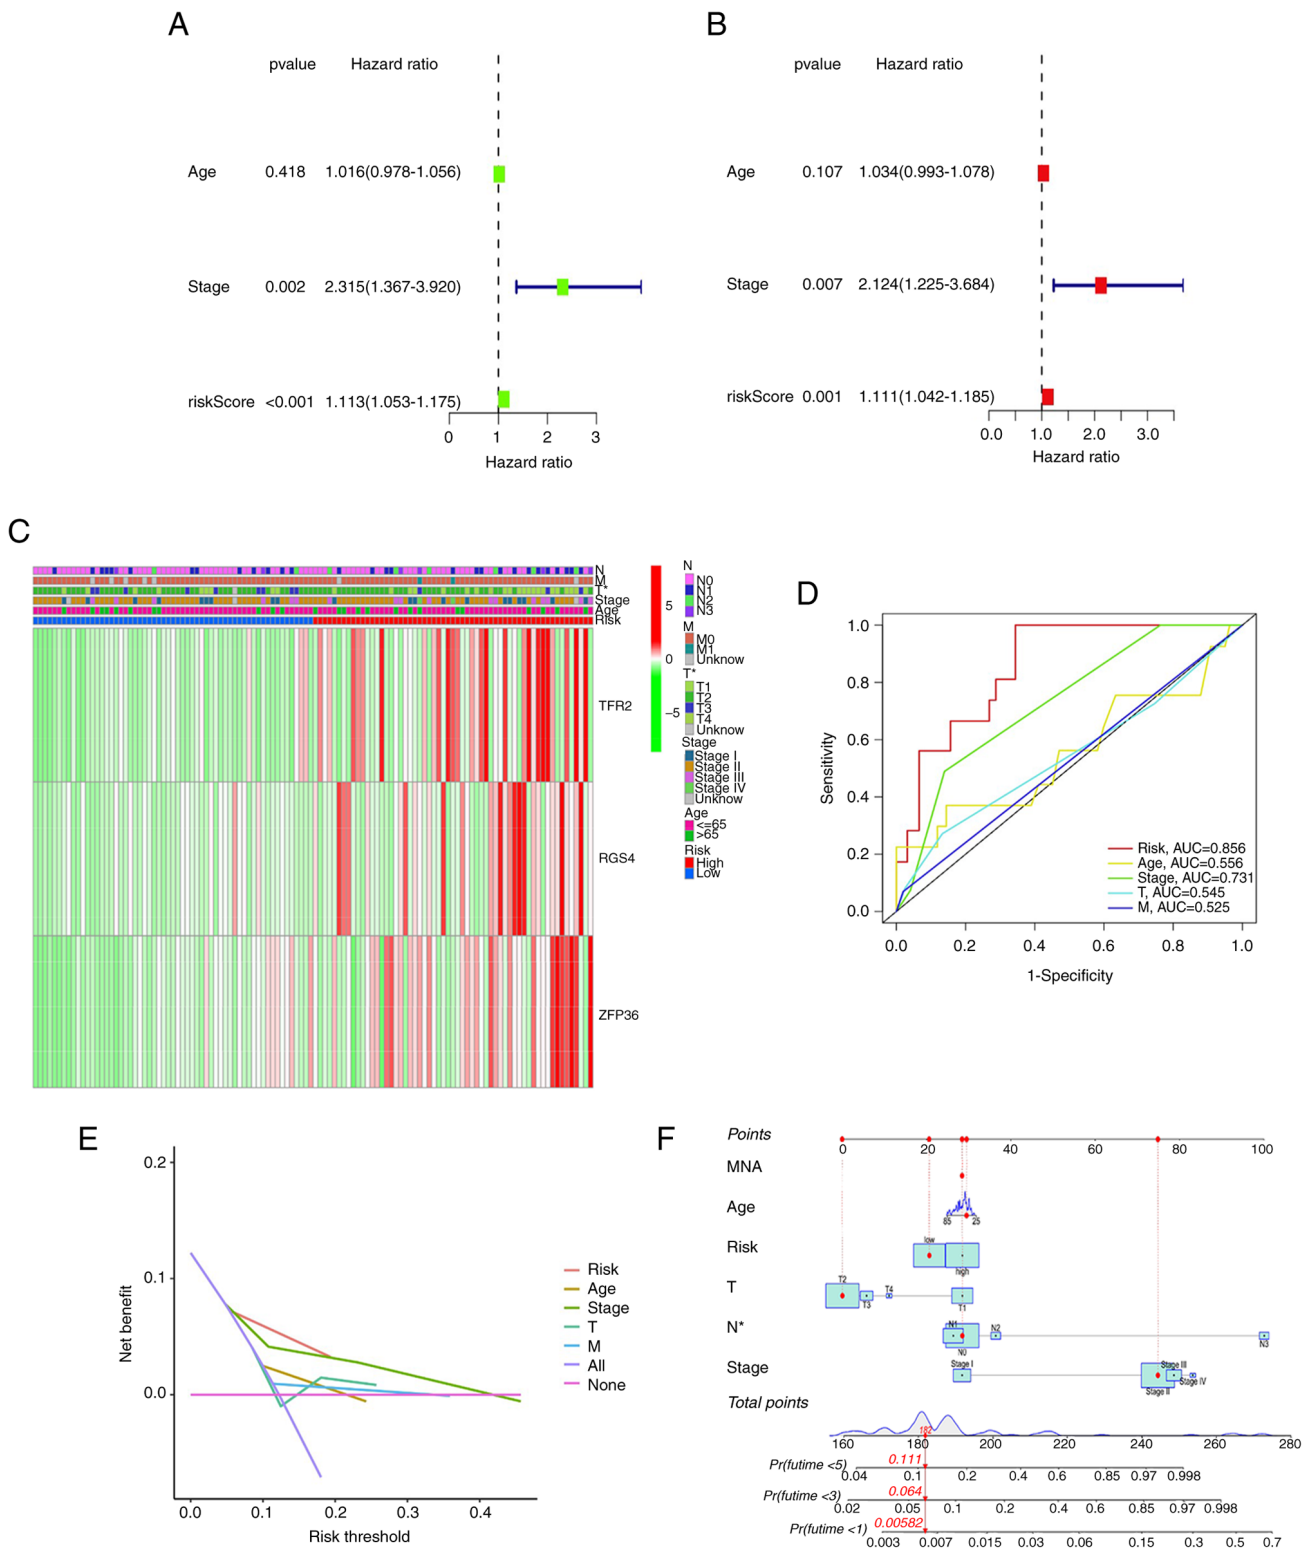 A
pvalue Hazard ratio
Age 0.418 1.016(0.978-1.056)
Stage 0.002 2.315(1.367-3.920)
riskScore <0.001 1.113(1.053-1.175)
0 1 2 3
Hazard ratio
B
pvalue Hazard ratio
Age 0.107 1.034(0.993-1.078)
Stage 0.007 2.124(1.225-3.684)
riskScore 0.001 1.111(1.042-1.185)
0.0 1.0 2.0 3.0
Hazard ratio
C
N
M
T*
Stage
Age
Risk
TFR2
RGS4
ZFP36
5
0
−5
N
N0
N1
N2
N3
M
M0
M1
Unknow
T*
T1
T2
T3
T4
Unknow
Stage
Stage I
Stage II
Stage III
Stage IV
Unknow
Age
<=65
>65
Risk
High
Low
D
Sensitivity
1.0
0.8
0.6
0.4
0.2
0.0
Risk, AUC=0.856
Age, AUC=0.556
Stage, AUC=0.731
T, AUC=0.545
M, AUC=0.525
0.0 0.2 0.4 0.6 0.8 1.0
1-Specificity
E
Net benefit
0.2
0.1
0.0
Risk
Age
Stage
T
M
All
None
0.0 0.1 0.2 0.3 0.4
Risk threshold
F
Points
0 20 40 60 80 100
MNA
Age
85 25
Risk
low
high
T
T2
T3
T4
T1
N*
N1
N0
N2
N3
Stage
Stage I
Stage III
Stage II
Stage IV
Total points
182
160 180 200 220 240 260 280
Pr(futime <5) 0.111
0.04 0.1 0.2 0.4 0.6 0.85 0.97 0.998
Pr(futime <3) 0.064
0.02 0.05 0.1 0.2 0.4 0.6 0.85 0.97 0.998
Pr(futime <1) 0.00582
0.003 0.007 0.015 0.03 0.06 0.15 0.3 0.5 0.7